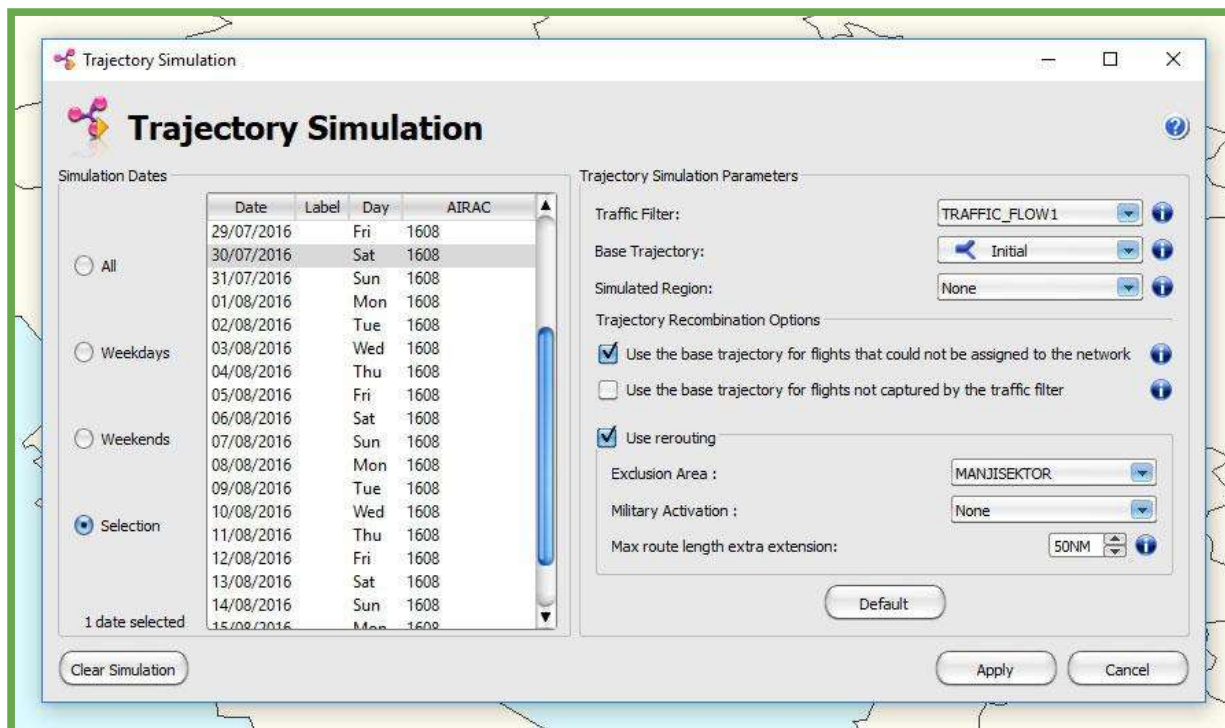 Trajectory Simulation
Trajectory Simulation
Simulation Dates
Date Label Day AIRAC
29/07/2016 Fri 1608
30/07/2016 Sat 1608
31/07/2016 Sun 1608
01/08/2016 Mon 1608
02/08/2016 Tue 1608
03/08/2016 Wed 1608
04/08/2016 Thu 1608
05/08/2016 Fri 1608
06/08/2016 Sat 1608
07/08/2016 Sun 1608
08/08/2016 Mon 1608
09/08/2016 Tue 1608
10/08/2016 Wed 1608
11/08/2016 Thu 1608
12/08/2016 Fri 1608
13/08/2016 Sat 1608
14/08/2016 Sun 1608
15/08/2016 Mon 1608
All
Weekdays
Weekends
Selection
1 date selected
Trajectory Simulation Parameters
Traffic Filter: TRAFFIC_FLOW1
Base Trajectory: Initial
Simulated Region: None
Trajectory Recombination Options
Use the base trajectory for flights that could not be assigned to the network
Use the base trajectory for flights not captured by the traffic filter
Use rerouting
Exclusion Area : MANJISEKTOR
Military Activation : None
Max route length extra extension: 50NM
Default
Clear Simulation
Apply
Cancel